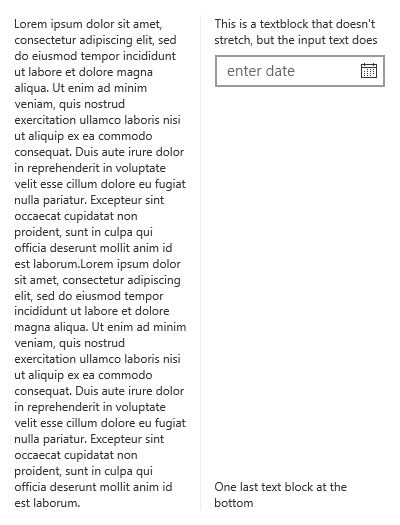 Lorem ipsum dolor sit amet,
consectetur adipiscing elit, sed
do eiusmod tempor incididunt
ut labore et dolore magna
aliqua. Ut enim ad minim
veniam, quis nostrud
exercitation ullamco laboris nisi
ut aliquip ex ea commodo
consequat. Duis aute irure dolor
in reprehenderit in voluptate
velit esse cillum dolore eu fugiat
nulla pariatur. Excepteur sint
occaecat cupidatat non
proident, sunt in culpa qui
officia deserunt mollit anim id
est laborum.Lorem ipsum dolor
sit amet, consectetur adipiscing
elit, sed do eiusmod tempor
incididunt ut labore et dolore
magna aliqua. Ut enim ad minim
veniam, quis nostrud
exercitation ullamco laboris nisi
ut aliquip ex ea commodo
consequat. Duis aute irure dolor
in reprehenderit in voluptate
velit esse cillum dolore eu fugiat
nulla pariatur. Excepteur sint
occaecat cupidatat non
proident, sunt in culpa qui
officia deserunt mollit anim id
est laborum.
This is a textblock that doesn't
stretch, but the input text does
enter date
One last text block at the
bottom